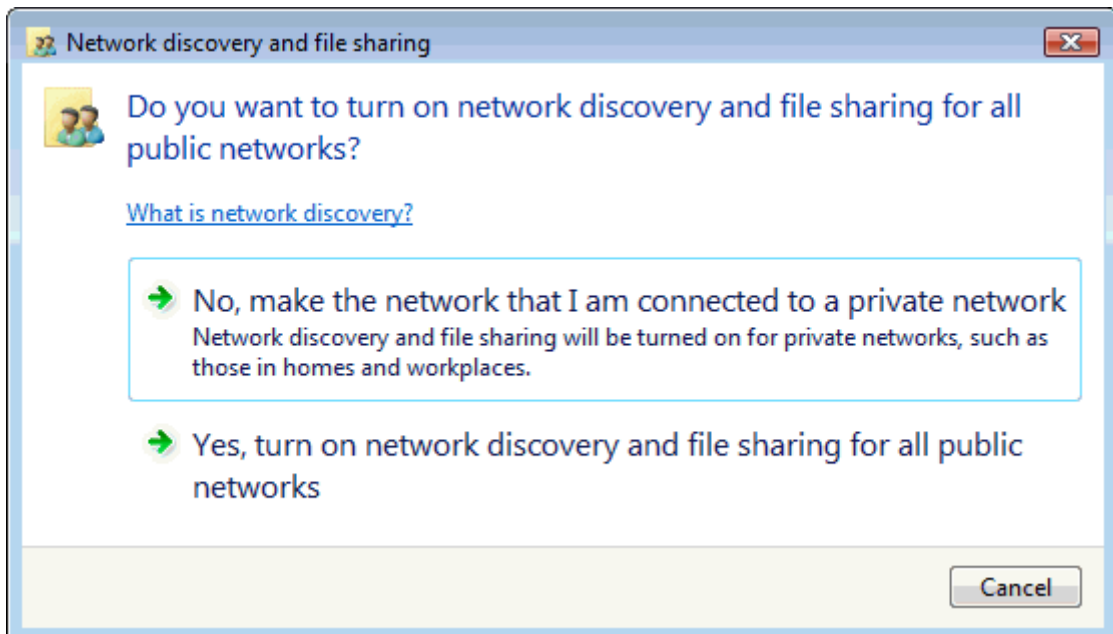 Network discovery and file sharing
Do you want to turn on network discovery and file sharing for all
public networks?
What is network discovery?
No, make the network that I am connected to a private network
Network discovery and file sharing will be turned on for private networks, such as
those in homes and workplaces.
Yes, turn on network discovery and file sharing for all public
networks
Cancel